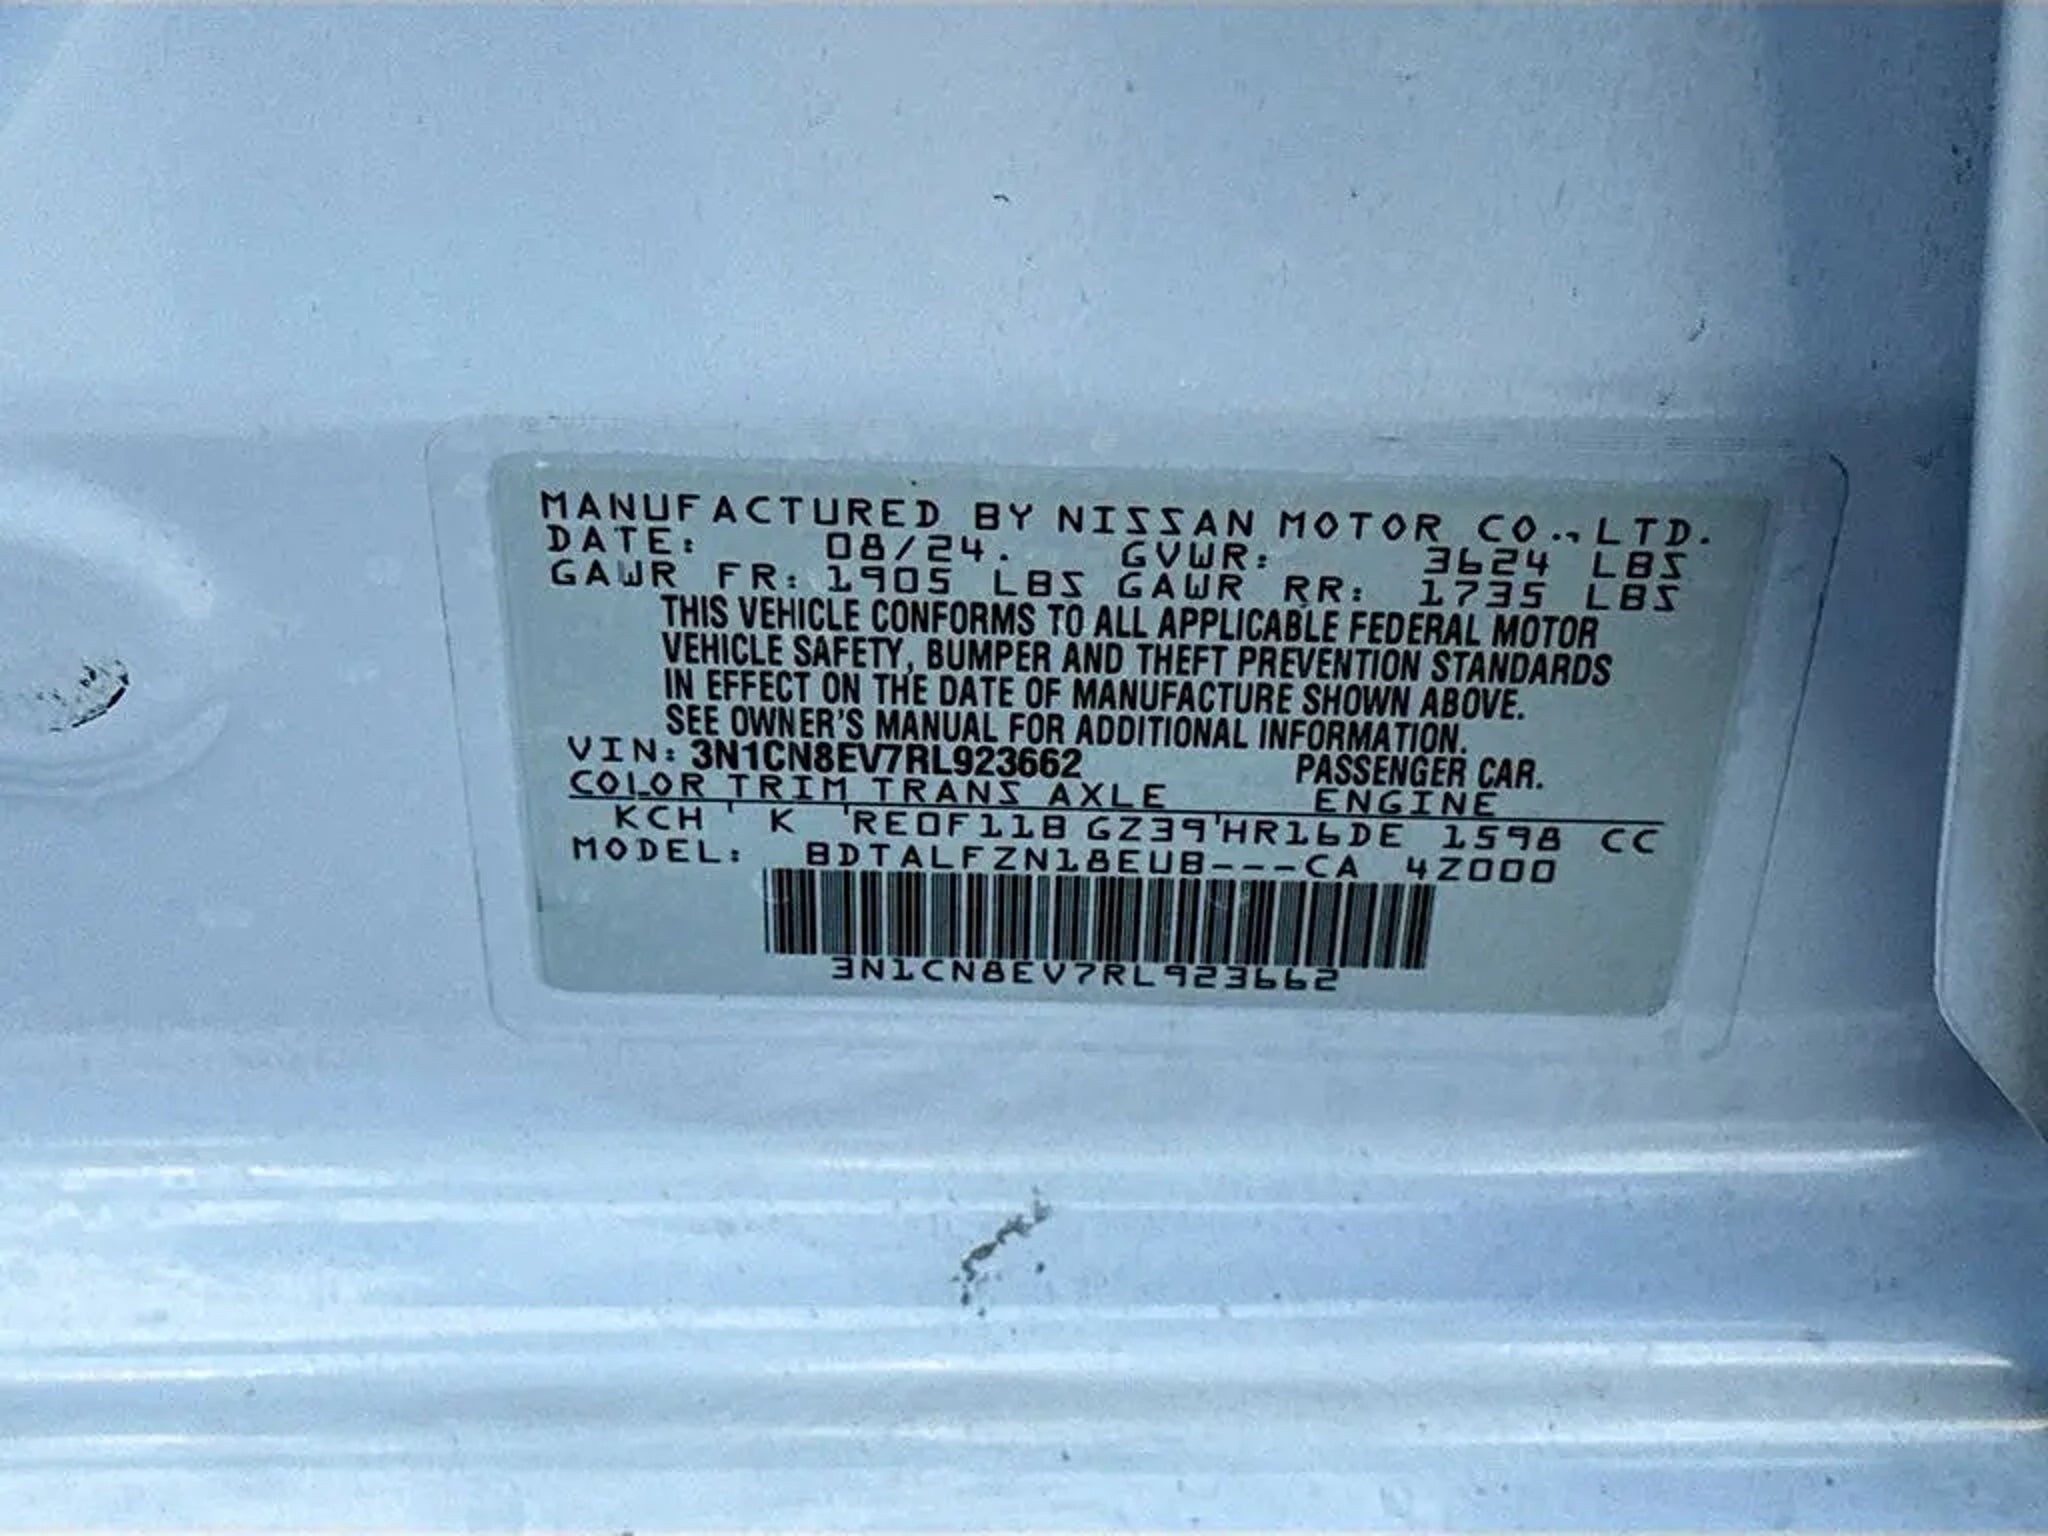 MANUFACTURED BY NISSAN MOTOR CO., LTD.
DATE: 08/24. GVWR: 3624 LBS
GAWR FR: 1905 LBS GAWR RR: 1735 LBS
THIS VEHICLE CONFORMS TO ALL APPLICABLE FEDERAL MOTOR
VEHICLE SAFETY, BUMPER AND THEFT PREVENTION STANDARDS
IN EFFECT ON THE DATE OF MANUFACTURE SHOWN ABOVE.
SEE OWNER'S MANUAL FOR ADDITIONAL INFORMATION.
VIN: 3N1CN8EV7RL923662 PASSENGER CAR.
COLOR TRIM TRANS AXLE ENGINE
KCH ' K 'RE0F11B GZ39'HR16DE 1598 CC
MODEL: BDTALFZN18EUB---CA 4Z000
3N1CN8EV7RL923662